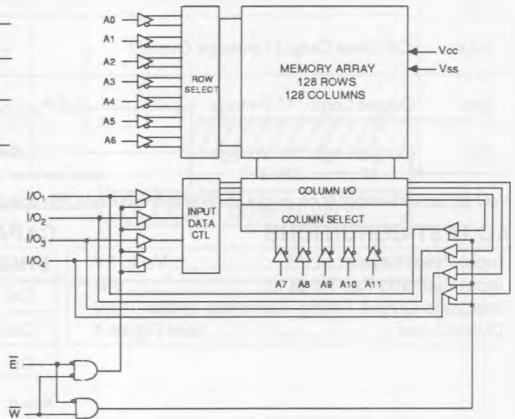 A0
A1
A2
A3
A4
A5
A6
ROW
SELECT
MEMORY ARRAY
128 ROWS
128 COLUMNS
Vcc
Vss
I/O1
I/O2
I/O3
I/O4
INPUT
DATA
CTL
COLUMN I/O
COLUMN SELECT
A7 A8 A9 A10 A11
E
W